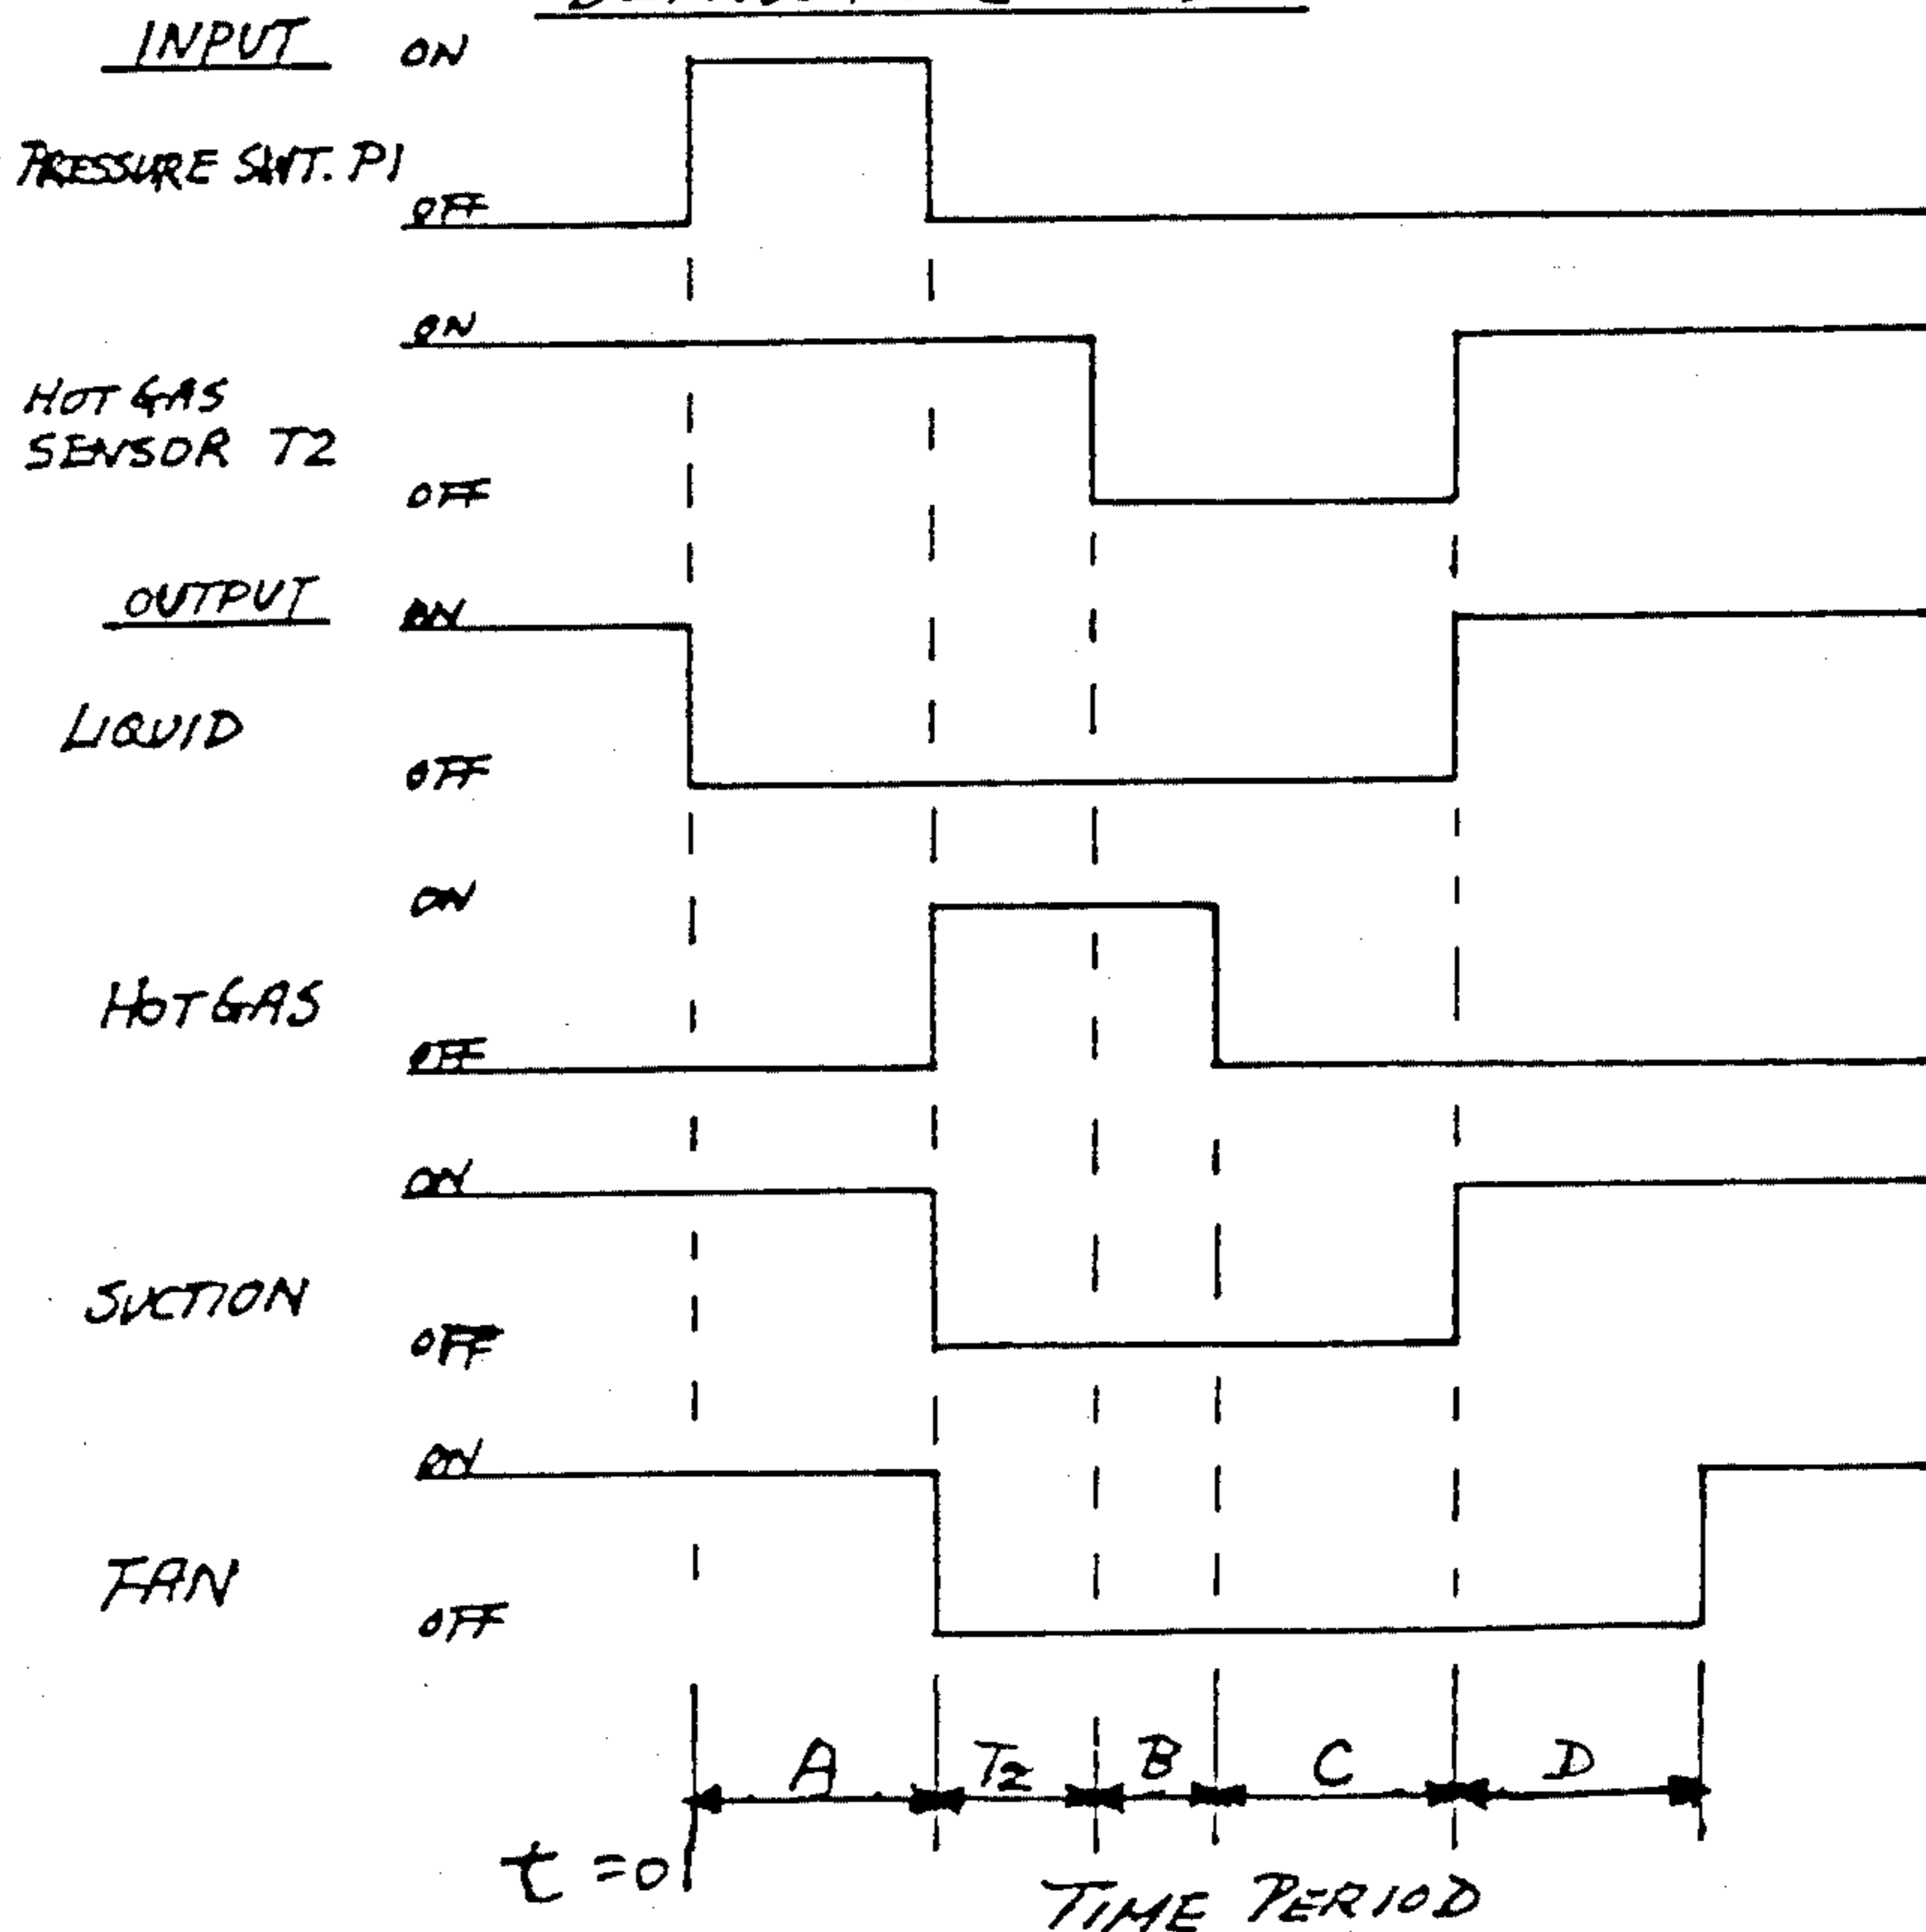 INPUT ON
PRESSURE SWT. P1
OFF
ON
HOT GAS
SENSOR T2
OFF
OUTPUT ON
LIQUID
OFF
ON
HOT GAS
OFF
ON
SUCTION
OFF
ON
FAN
OFF
A T2 B C D
t=0
TIME PERIOD